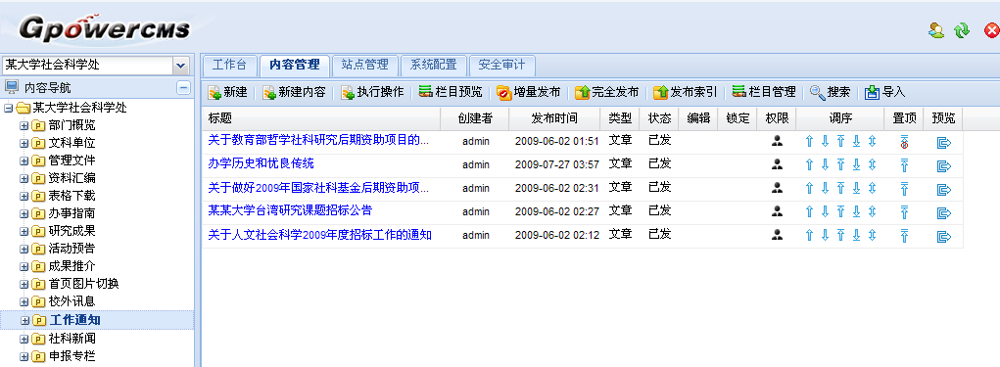 GpowerCMS
某大学社会科学处
内容导航
某大学社会科学处
部门概览
文科单位
管理文件
资料汇编
表格下载
办事指南
研究成果
活动预告
成果推介
首页图片切换
校外讯息
工作通知
社科新闻
申报专栏
工作台 内容管理 站点管理 系统配置 安全审计
新建 新建内容 执行操作 栏目预览 增量发布 完全发布 发布索引 栏目管理 搜索 导入
标题 创建者 发布时间 类型 状态 编辑 锁定 权限 调序 置顶 预览
关于教育部哲学社科研究后期资助项目的... admin 2009-06-02 01:51 文章 已发
办学历史和优良传统 admin 2009-07-27 03:57 文章 已发
关于做好2009年国家社科基金后期资助项... admin 2009-06-02 02:31 文章 已发
某某大学台湾研究课题招标公告 admin 2009-06-02 02:27 文章 已发
关于人文社会科学2009年度招标工作的通知 admin 2009-06-02 02:12 文章 已发